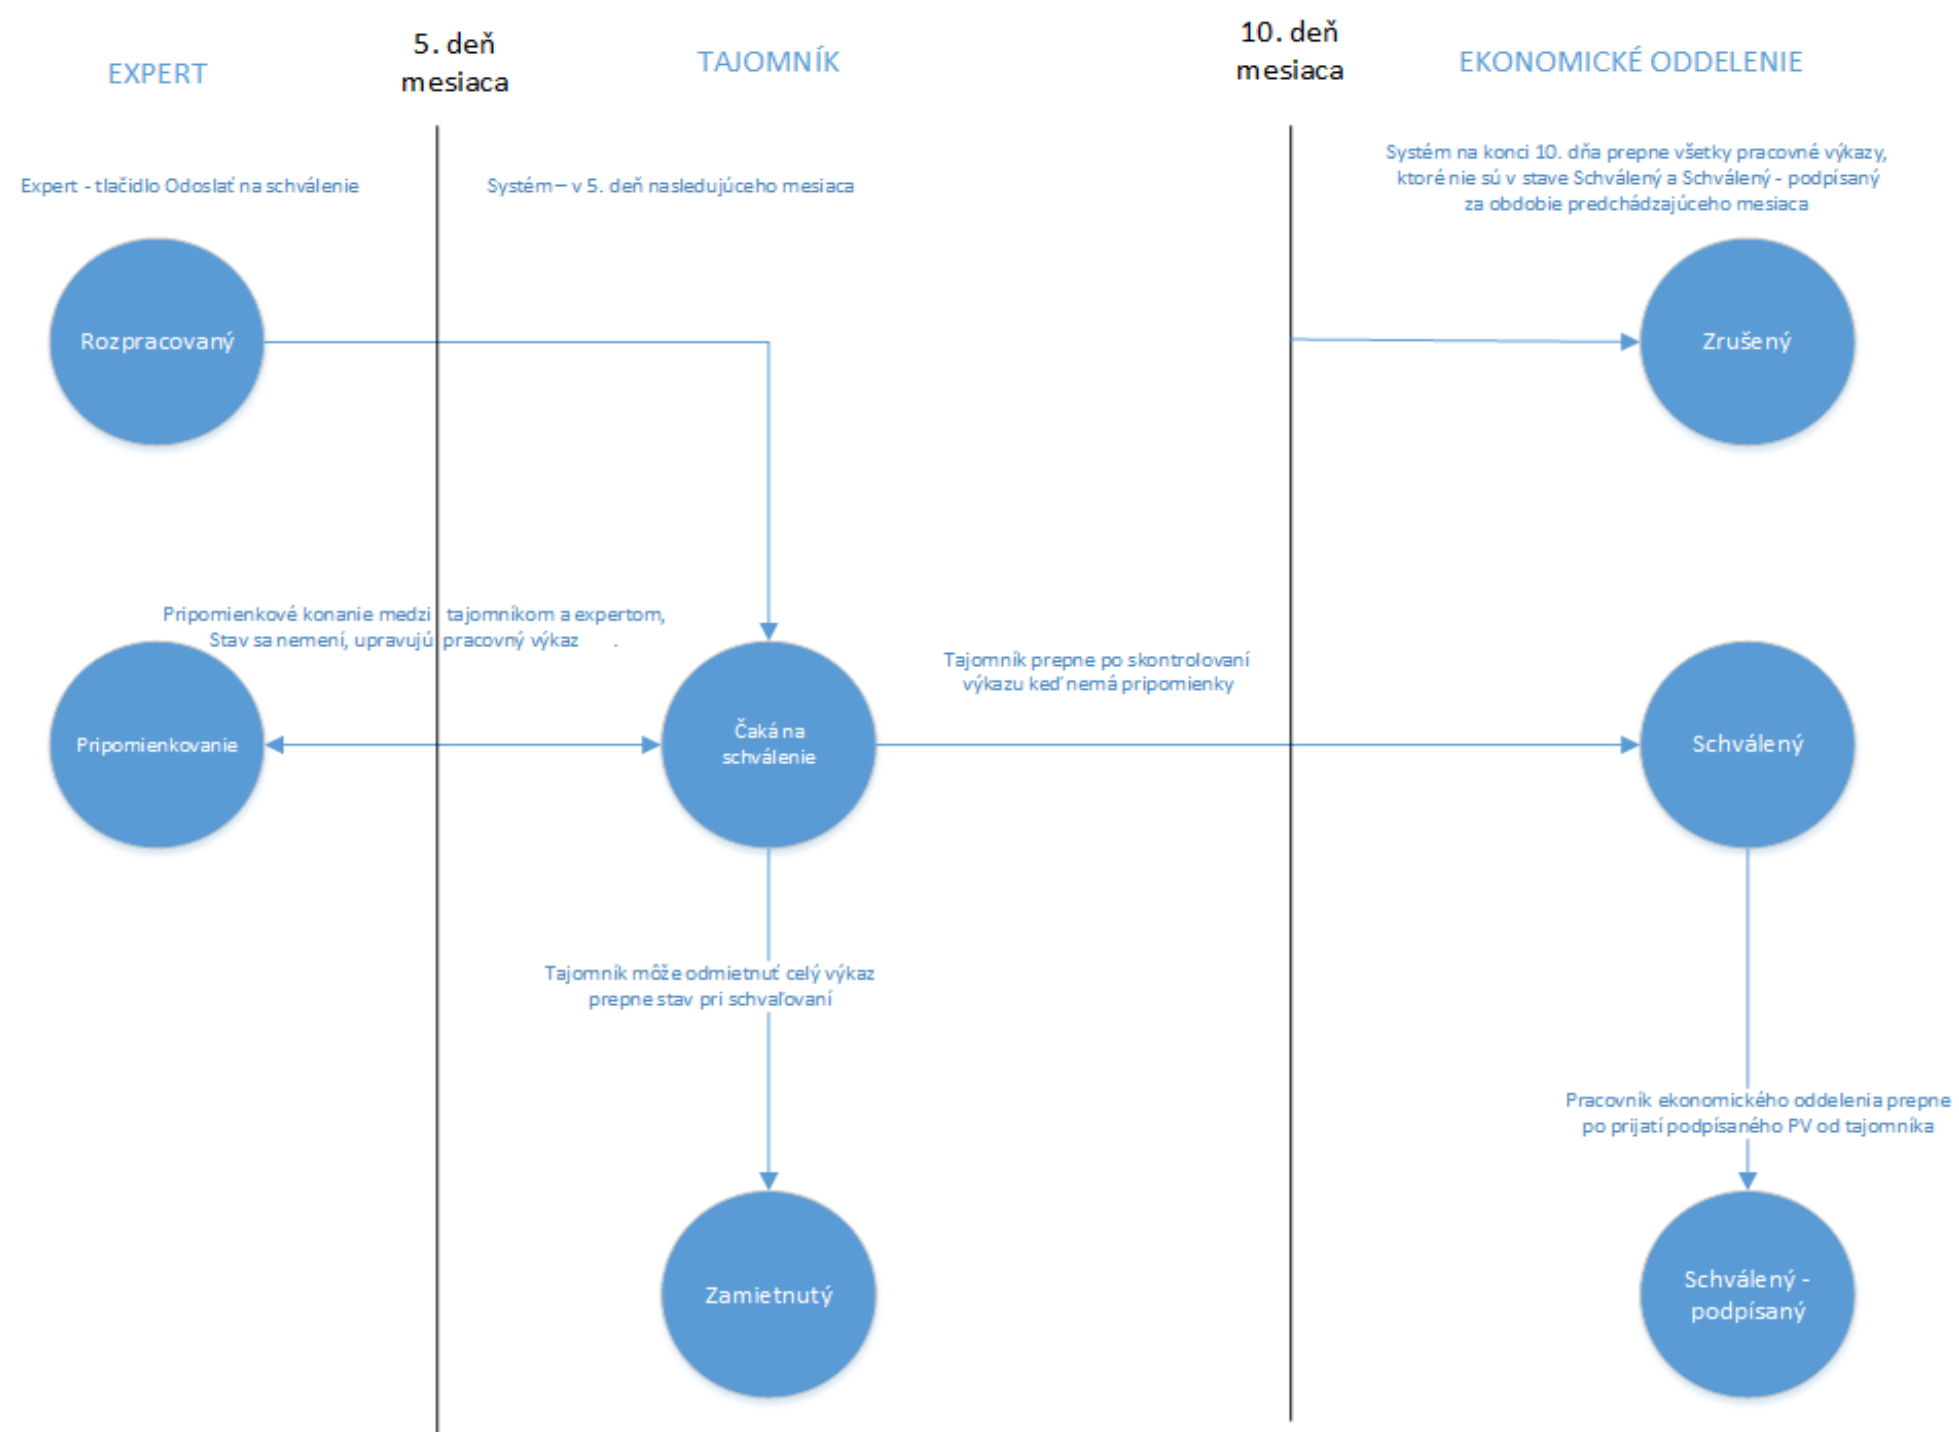 EXPERT
5. deň
mesiaca
TAJOMNÍK
10. deň
mesiaca
EKONOMICKÉ ODDELENIE
Expert - tlačidlo Odoslať na schválenie
Systém – v 5. deň nasledujúceho mesiaca
Systém na konci 10. dňa prepne všetky pracovné výkazy,
ktoré nie sú v stave Schválený a Schválený - podpísaný
za obdobie predchádzajúceho mesiaca
Rozpracovaný
Zrušený
Pripomienkové konanie medzi tajomníkom a expertom,
Stav sa nemení, upravujú pracovný výkaz .
Tajomník prepne po skontrolovaní
výkazu keď nemá pripomienky
Pripomienkovanie
Čaká na
schválenie
Schválený
Tajomník môže odmietnuť celý výkaz
prepne stav pri schvaľovaní
Pracovník ekonomického oddelenia prepne
po prijatí podpísaného PV od tajomníka
Zamietnutý
Schválený -
podpísaný